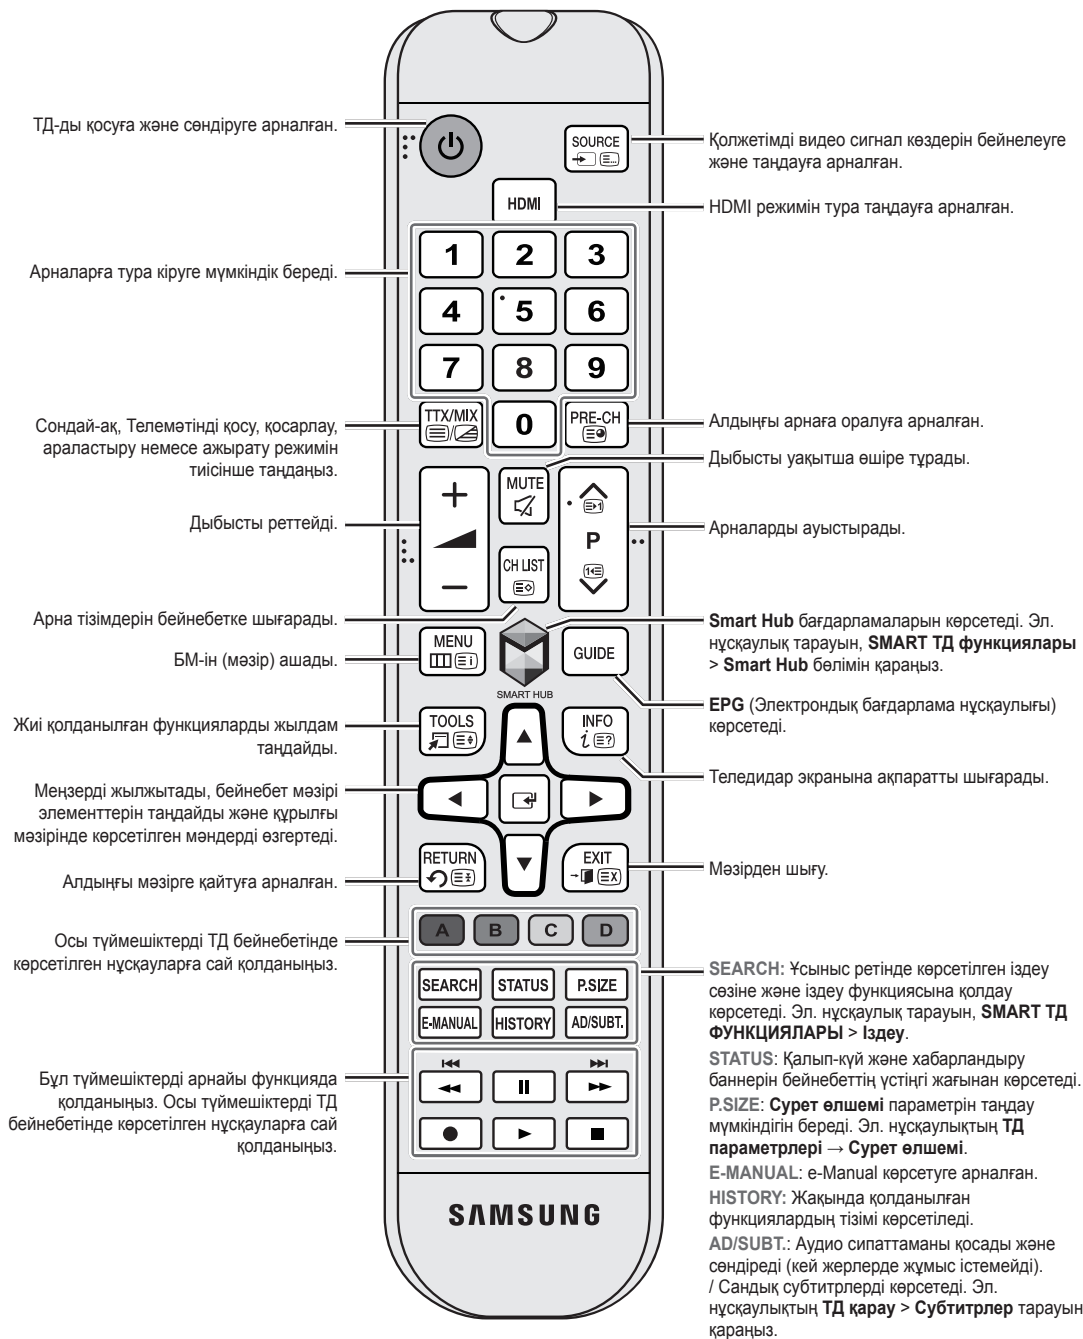 ТД-ды қосуға және сөндіруге арналған.
SOURCE
Қолжетімді видео сигнал көздерін бейнелеуге
және таңдауға арналған.
HDMI
HDMI режимін тура таңдауға арналған.
Арналарға тура кіруге мүмкіндік береді.
1
2
3
4
5
6
7
8
9
TTX/MIX
0
PRE-CH
Сондай-ақ, Телемәтінді қосу, қосарлау,
араластыру немесе ажырату режимін
тиісінше таңдаңыз.
Алдыңғы арнаға оралуға арналған.
Дыбысты уақытша өшіре тұрады.
MUTE
Дыбысты реттейді.
P
Арналарды ауыстырады.
CH LIST
Арна тізімдерін бейнебетке шығарады.
Smart Hub бағдарламаларын көрсетеді. Эл.
нұсқаулық тарауын, SMART ТД функциялары
> Smart Hub бөлімін қараңыз.
MENU
БМ-ін (мәзір) ашады.
SMART HUB
GUIDE
EPG (Электрондық бағдарлама нұсқаулығы)
көрсетеді.
TOOLS
Жиі қолданылған функцияларды жылдам
таңдайды.
INFO
Теледидар экранына ақпаратты шығарады.
Меңзерді жылжытады, бейнебет мәзірі
элементтерін таңдайды және құрылғы
мәзірінде көрсетілген мәндерді өзгертеді.
RETURN
Алдыңғы мәзірге қайтуға арналған.
EXIT
Мәзірден шығу.
A B C D
Осы түймешіктерді ТД бейнебетінде
көрсетілген нұсқауларға сай қолданыңыз.
SEARCH STATUS P.SIZE
E-MANUAL HISTORY AD/SUBT.
Бұл түймешіктерді арнайы функцияда
қолданыңыз. Осы түймешіктерді ТД
бейнебетінде көрсетілген нұсқауларға сай
қолданыңыз.
SEARCH: Ұсыныс ретінде көрсетілген іздеу
сөзіне және іздеу функциясына қолдау
көрсетеді. Эл. нұсқаулық тарауын, SMART ТД
ФУНКЦИЯЛАРЫ > Іздеу.
STATUS: Қалып-күй және хабарландыру
баннерін бейнебеттің үстіңгі жағынан көрсетеді.
P.SIZE: Сурет өлшемі параметрін таңдау
мүмкіндігін береді. Эл. нұсқаулықтың ТД
параметрлері → Сурет өлшемі.
E-MANUAL: e-Manual көрсетуге арналған.
HISTORY: Жақында қолданылған
функциялардың тізімі көрсетіледі.
AD/SUBT.: Аудио сипаттаманы қосады және
сөндіреді (кей жерлерде жұмыс істемейді).
/ Сандық субтитрлерді көрсетеді. Эл.
нұсқаулықтың ТД қарау > Субтитрлер тарауын
қараңыз.
SAMSUNG